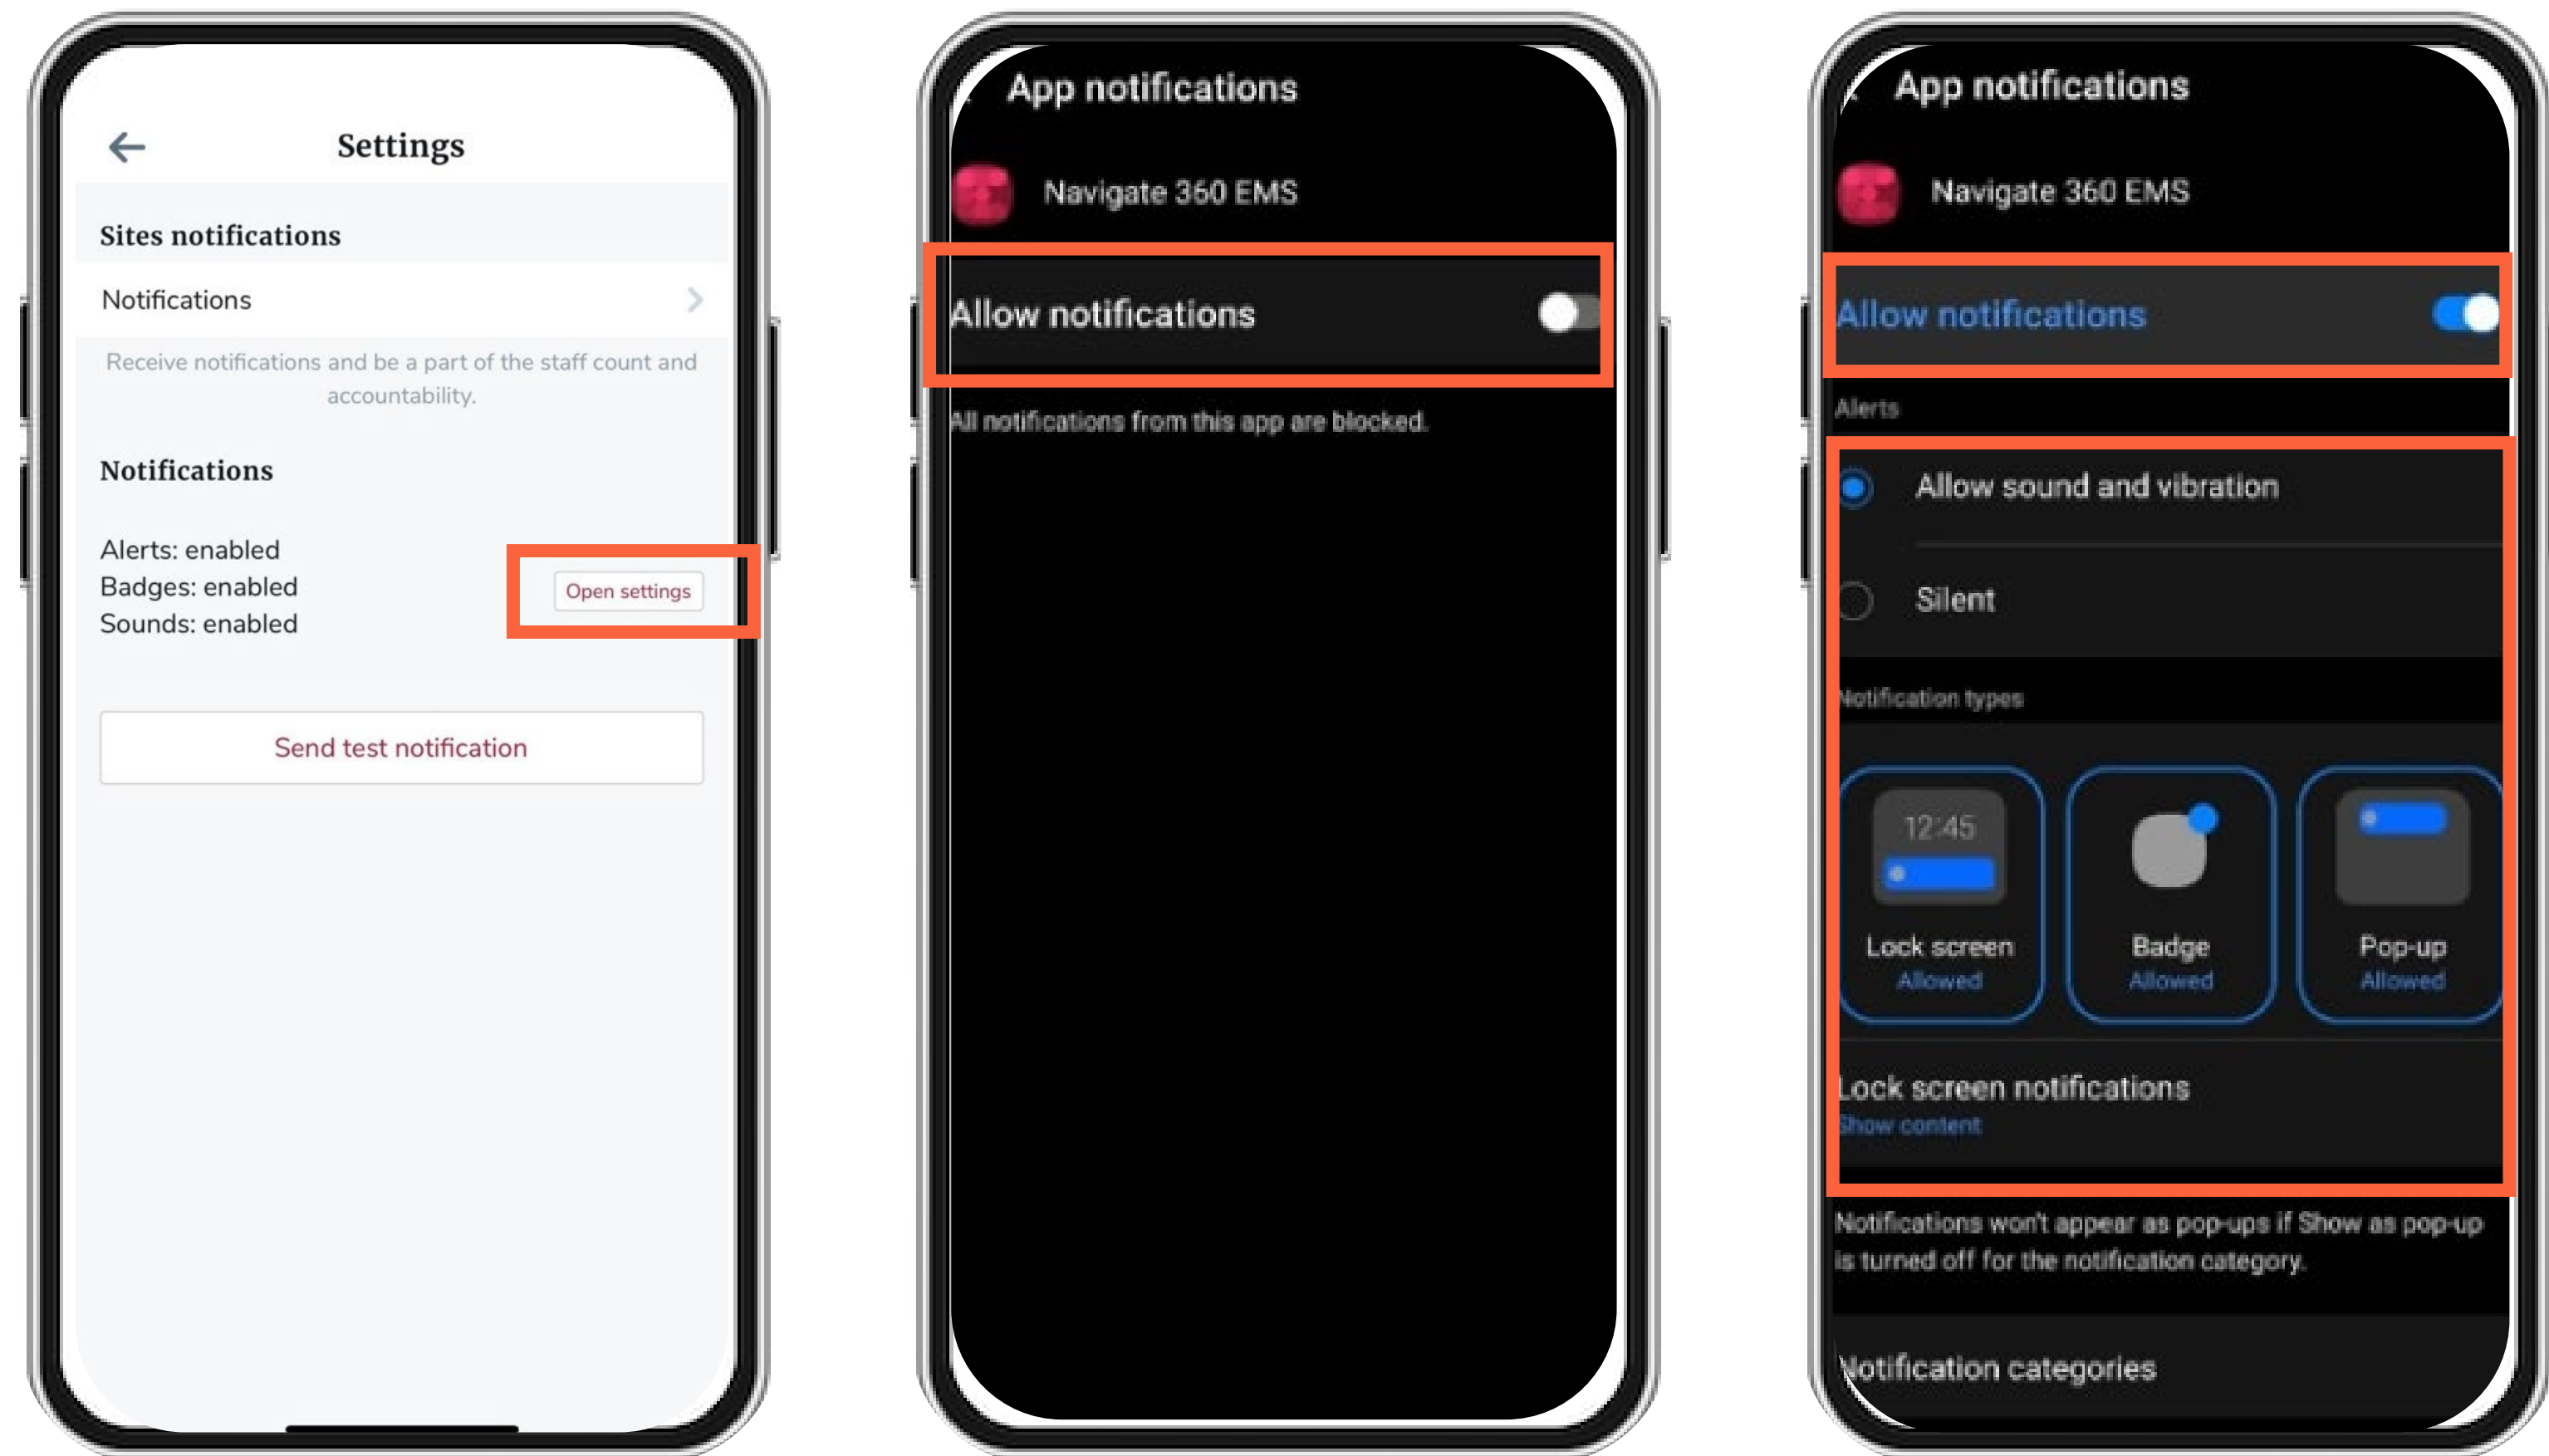 Settings
Sites notifications
Notifications
Receive notifications and be a part of the staff count and
accountability.
Notifications
Alerts: enabled
Badges: enabled
Sounds: enabled
Open settings
Send test notification
App notifications
Navigate 360 EMS
Allow notifications
All notifications from this app are blocked.
App notifications
Navigate 360 EMS
Allow notifications
Alerts
Allow sound and vibration
Silent
Notification types
12:45
Lock screen
Allowed
Badge
Allowed
Pop-up
Allowed
Lock screen notifications
Show content
Notifications won't appear as pop-ups if Show as pop-up
is turned off for the notification category.
Notification categories